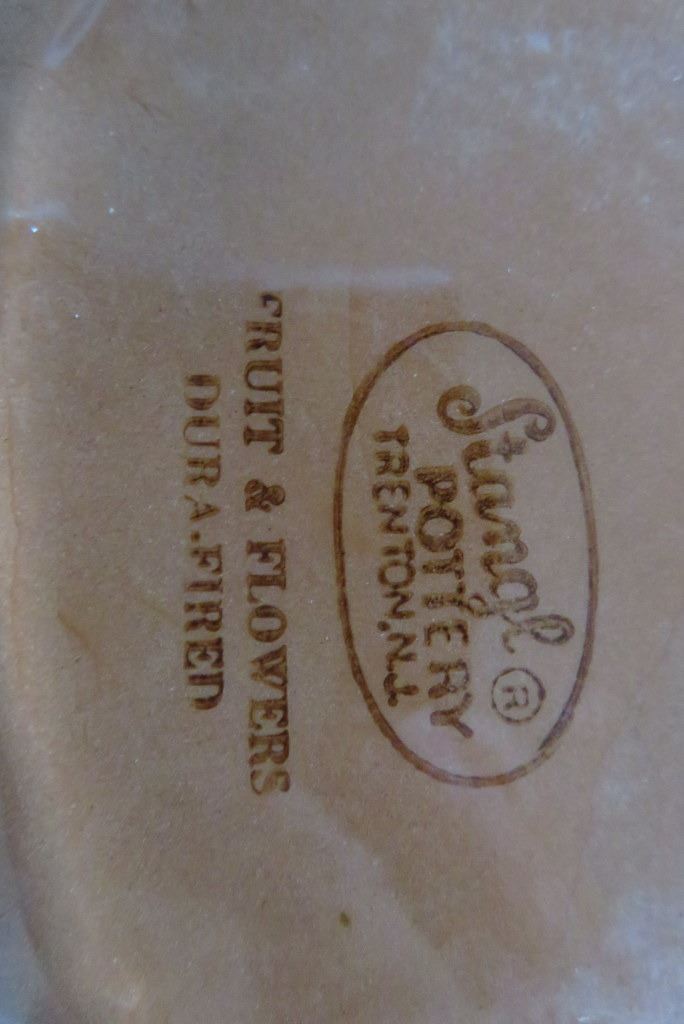 Stangl ®
POTTERY
TRENTON, N.J.
FRUIT & FLOWERS
DURA-FIRED